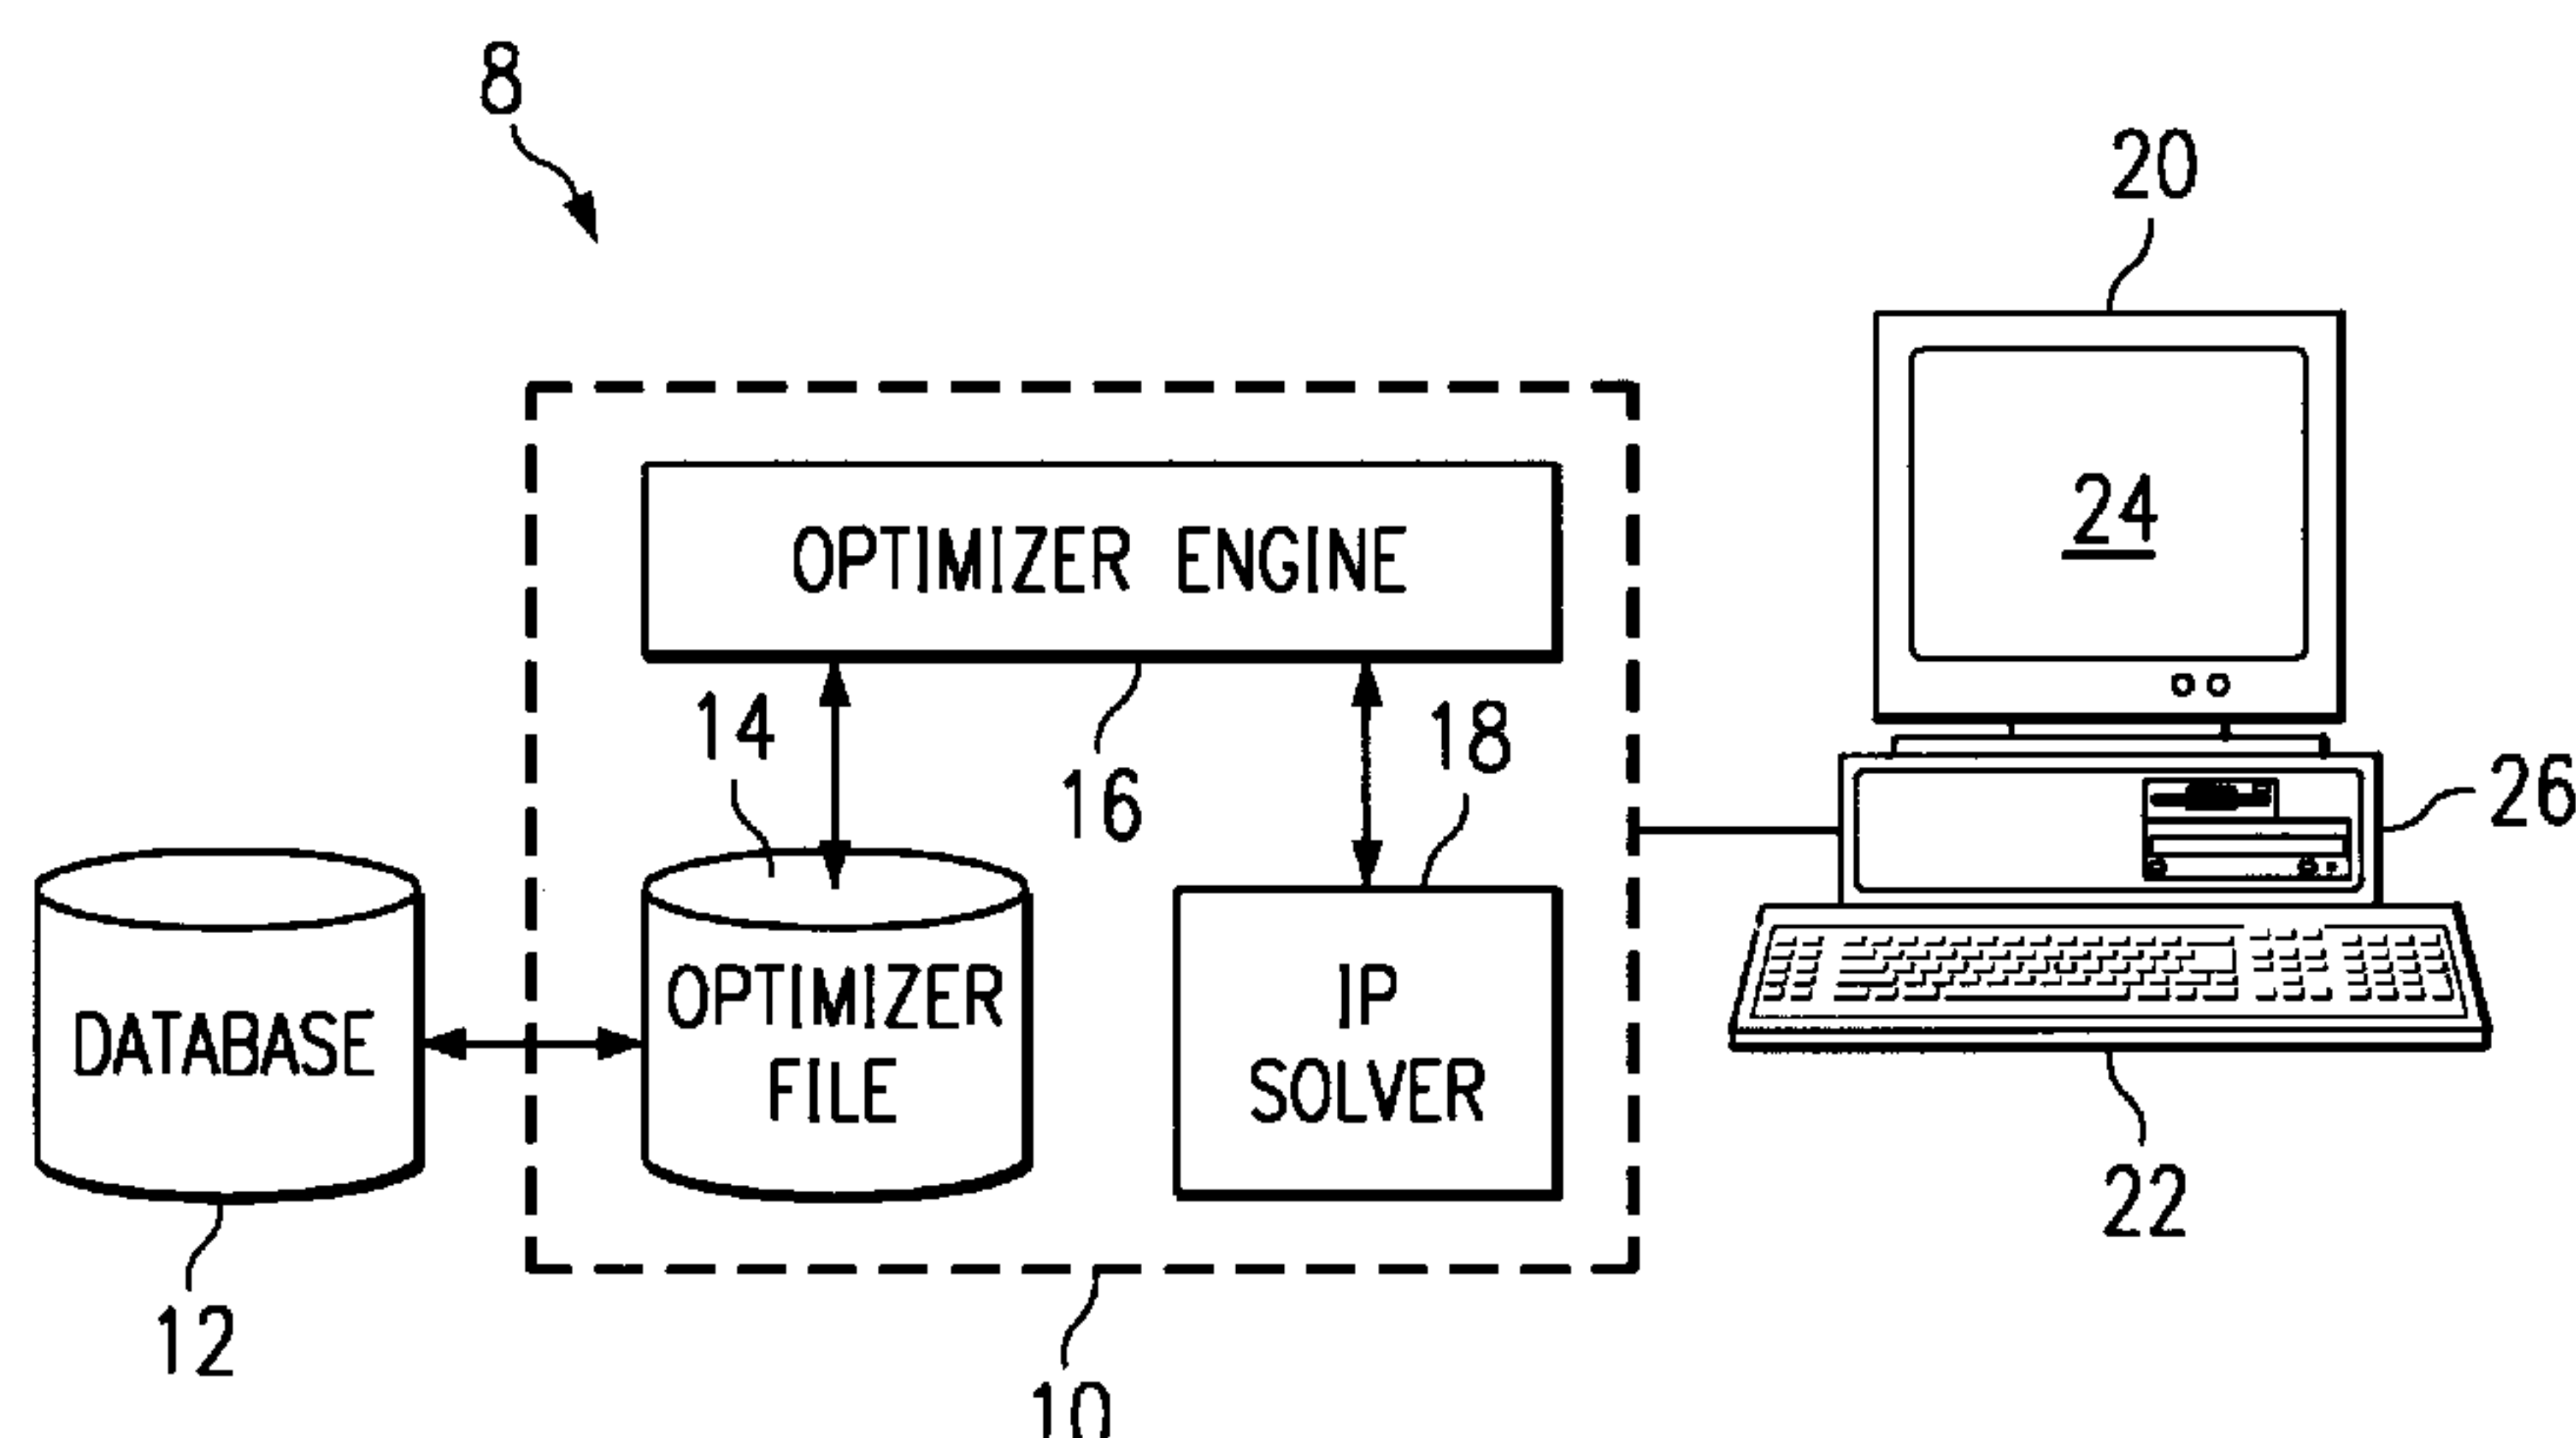 8
20
24
OPTIMIZER ENGINE
14
16
18
26
DATABASE
OPTIMIZER
FILE
IP
SOLVER
22
12
10